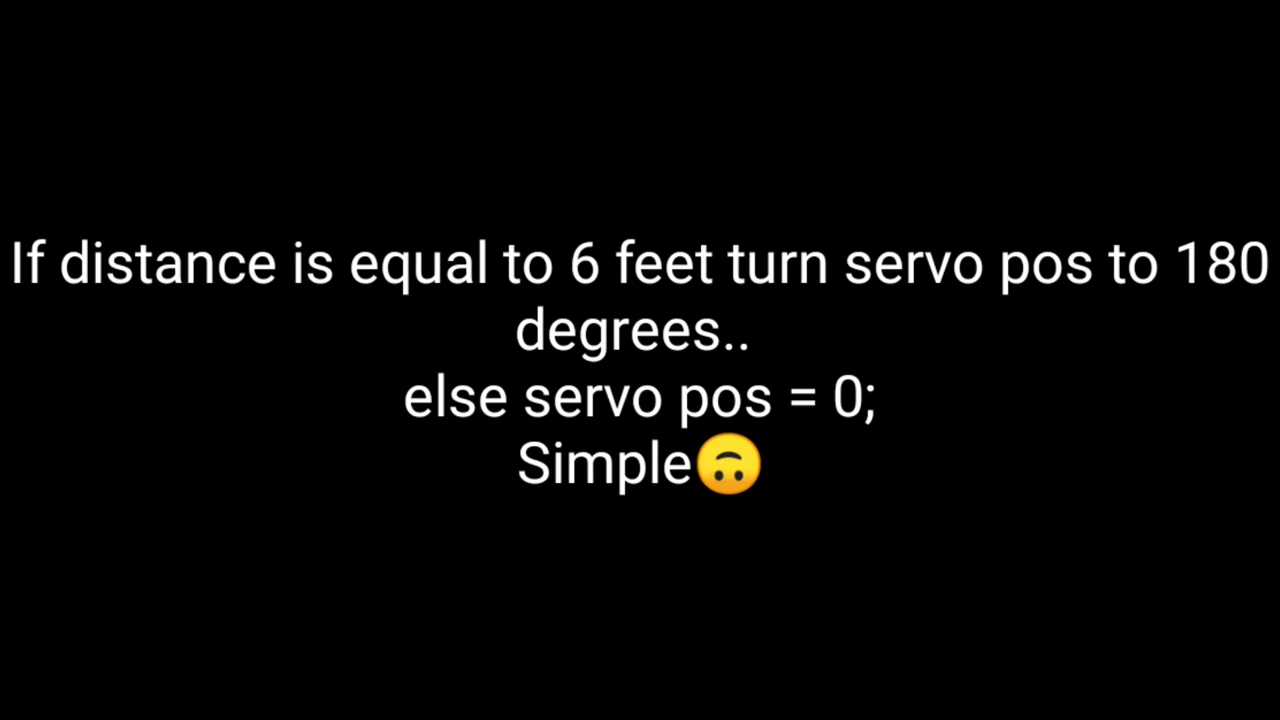 If distance is equal to 6 feet turn servo pos to 180
degrees..
else servo pos = 0;
Simple🙃